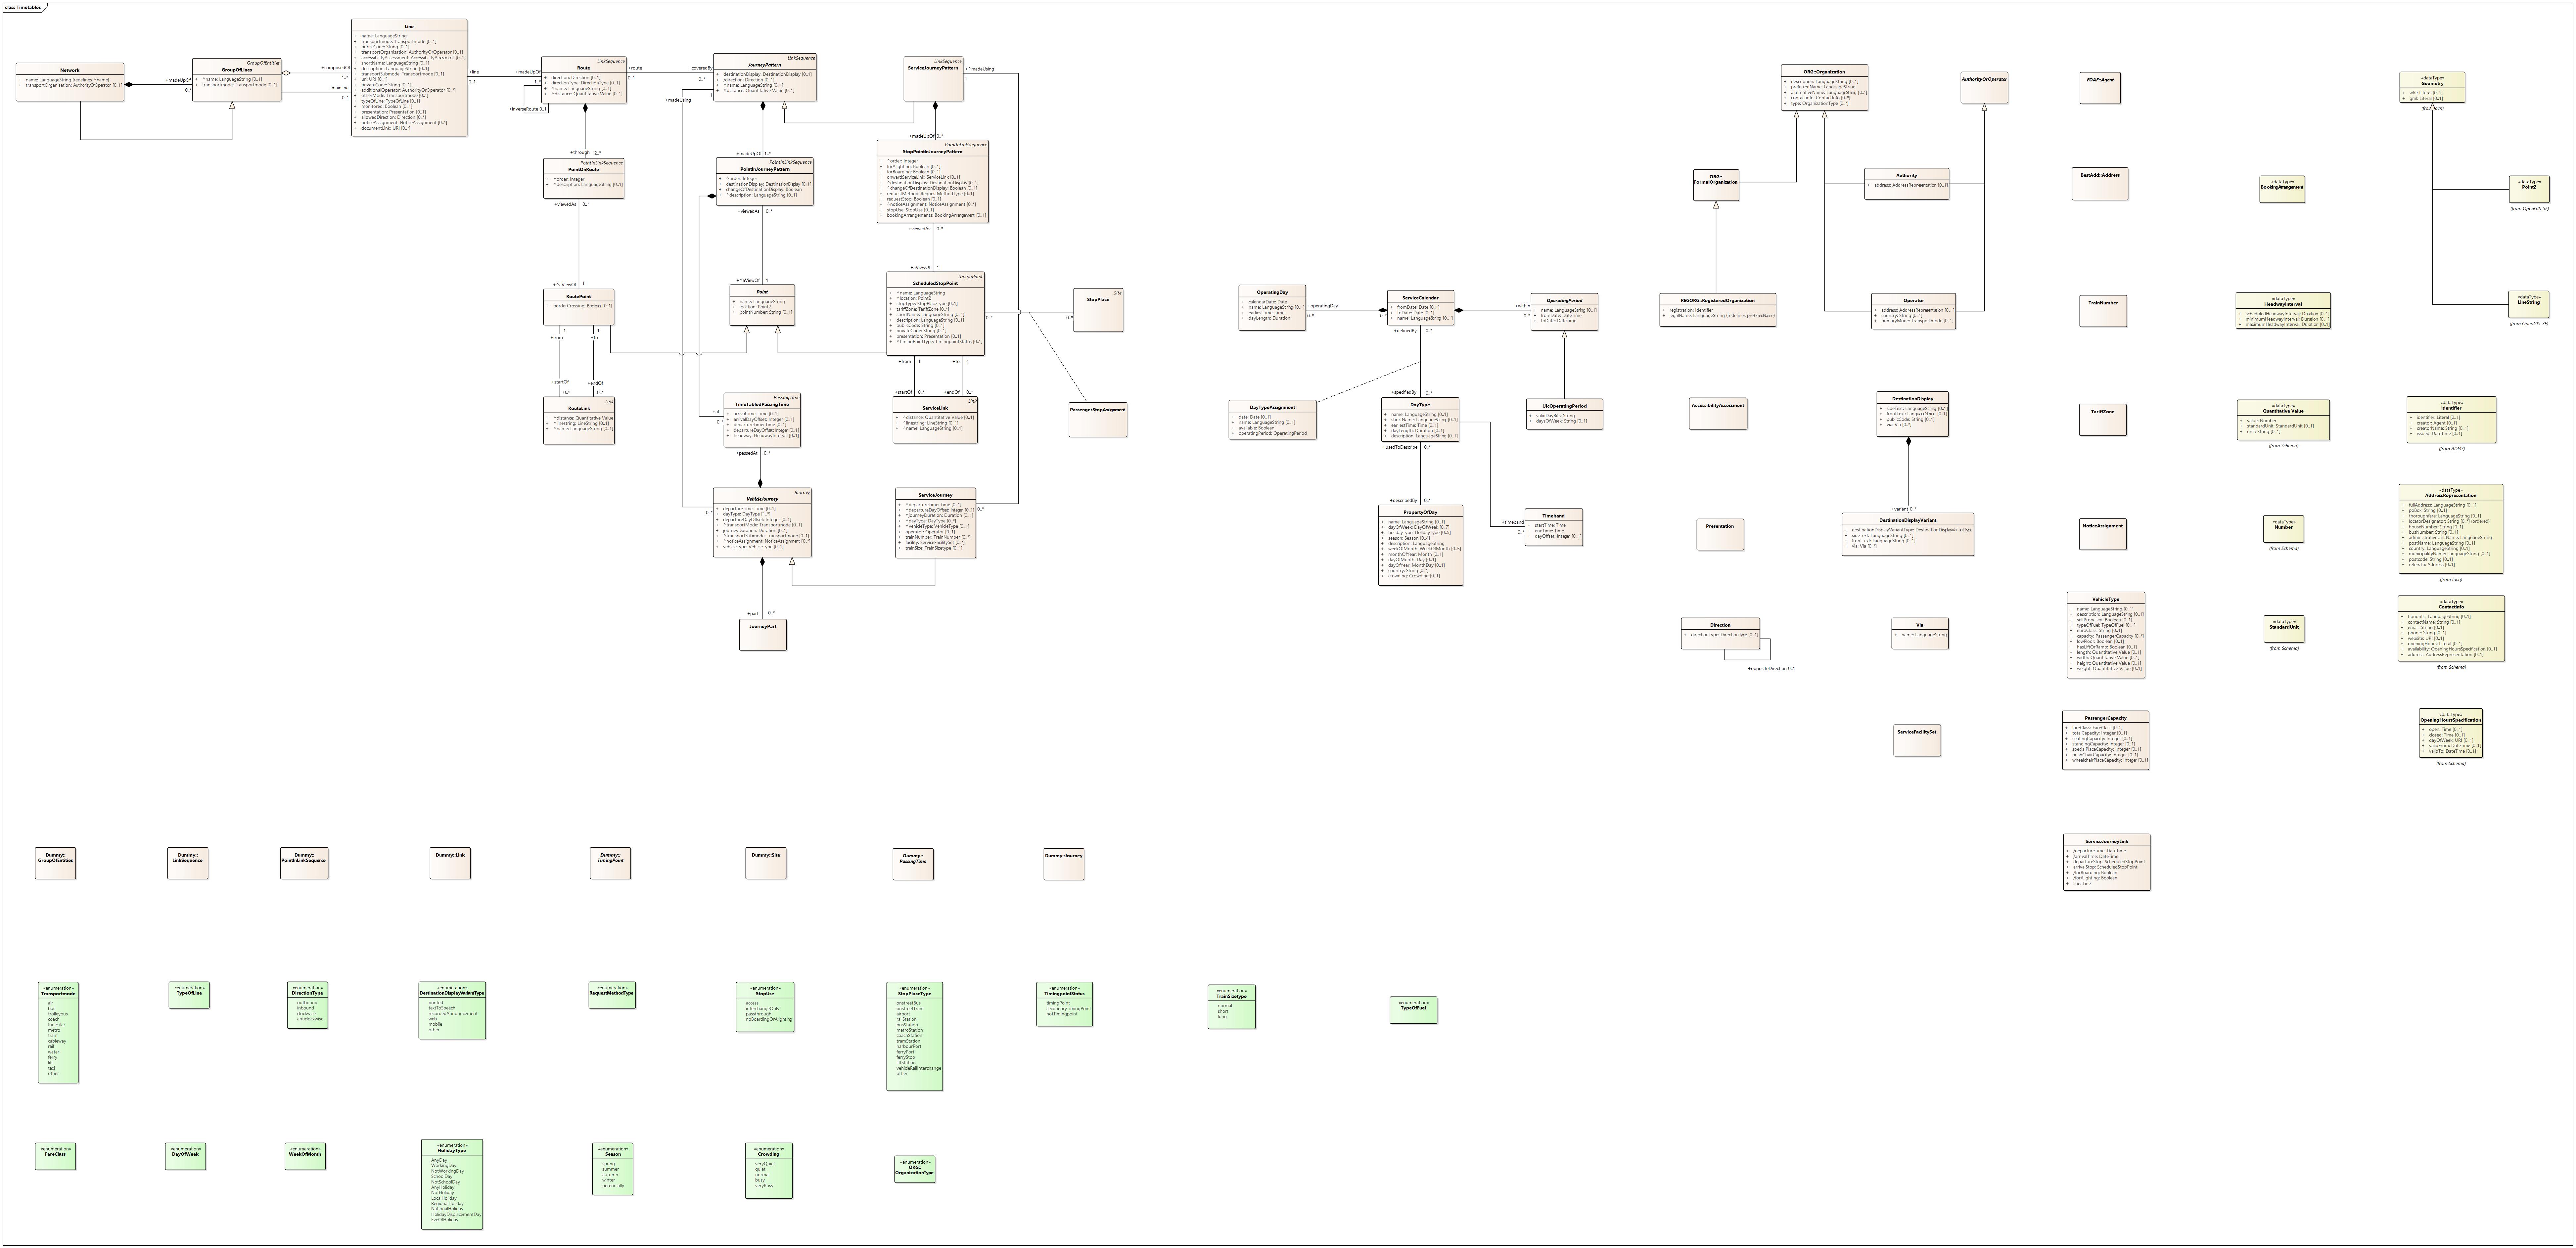 class Timetables
Network
+ name: LanguageString {redefines ^name}
+ transportOrganisation: AuthorityOrOperator [0..1]
+madeUpOf
0..*
GroupOfEntities
GroupOfLines
+ ^name: LanguageString [0..1]
+ transportmode: Transportmode [0..1]
+composedOf
1..*
+mainline
0..1
Line
+ name: LanguageString
+ transportmode: Transportmode [0..1]
+ publicCode: String [0..1]
+ transportOrganisation: AuthorityOrOperator [0..1]
+ accessibilityAssessment: AccessibilityAssessment [0..1]
+ shortName: LanguageString [0..1]
+ description: LanguageString [0..1]
+ transportSubmode: Transportmode [0..1]
+ url: URI [0..1]
+ privateCode: String [0..1]
+ additionalOperator: AuthorityOrOperator [0..*]
+ otherMode: Transportmode [0..*]
+ typeOfLine: TypeOfLine [0..1]
+ monitored: Boolean [0..1]
+ presentation: Presentation [0..1]
+ allowedDirection: Direction [0..*]
+ noticeAssignment: NoticeAssignment [0..*]
+ documentLink: URI [0..*]
+line
0..1
+madeUpOf
1..*
LinkSequence
Route
+ direction: Direction [0..1]
+ directionType: DirectionType [0..1]
+ ^name: LanguageString [0..1]
+ ^distance: Quantitative Value [0..1]
+inverseRoute 0..1
+route
0..1
+coveredBy
0..*
LinkSequence
JourneyPattern
+ destinationDisplay: DestinationDisplay [0..1]
+ /direction: Direction [0..1]
+ ^name: LanguageString [0..1]
+ ^distance: Quantitative Value [0..1]
+madeUsing
1
LinkSequence
ServiceJourneyPattern
+^madeUsing
1
+through 2..*
PointInLinkSequence
PointOnRoute
+ ^order: Integer
+ ^description: LanguageString [0..1]
+viewedAs 0..*
+madeUpOf 1..*
PointInLinkSequence
PointInJourneyPattern
+ ^order: Integer
+ destinationDisplay: DestinationDisplay [0..1]
+ changeOfDestinationDisplay: Boolean
+ ^description: LanguageString [0..1]
+viewedAs 0..*
+madeUpOf 0..*
PointInLinkSequence
StopPointInJourneyPattern
+ ^order: Integer
+ forAlighting: Boolean [0..1]
+ forBoarding: Boolean [0..1]
+ onwardServiceLink: ServiceLink [0..1]
+ ^destinationDisplay: DestinationDisplay [0..1]
+ ^changeOfDestinationDisplay: Boolean [0..1]
+ requestMethod: RequestMethodType [0..1]
+ requestStop: Boolean [0..1]
+ ^noticeAssignment: NoticeAssignment [0..*]
+ stopUse: StopUse [0..1]
+ bookingArrangements: BookingArrangement [0..1]
+viewedAs 0..*
+^aViewOf 1
RoutePoint
+ borderCrossing: Boolean [0..1]
1
+from
1
+to
+startOf
0..*
+endOf
0..*
Link
RouteLink
+ ^distance: Quantitative Value
+ ^linestring: LineString [0..1]
+ ^name: LanguageString [0..1]
+^aViewOf 1
Point
+ name: LanguageString
+ location: Point2
+ pointNumber: String [0..1]
+aViewOf 1
TimingPoint
ScheduledStopPoint
+ ^name: LanguageString
+ ^location: Point2
+ stopType: StopPlaceType [0..1]
+ tariffZone: TariffZone [0..*]
+ shortName: LanguageString [0..1]
+ description: LanguageString [0..1]
+ publicCode: String [0..1]
+ privateCode: String [0..1]
+ presentation: Presentation [0..1]
+ ^timingPointType: TimingpointStatus [0..1]
0..*
0..*
Site
StopPlace
PassengerStopAssignment
+from 1
+to 1
+startOf 0..*
+endOf 0..*
Link
ServiceLink
+ ^distance: Quantitative Value [0..1]
+ ^linestring: LineString [0..1]
+ ^name: LanguageString [0..1]
PassingTime
TimeTabledPassingTime
+ arrivalTime: Time [0..1]
+ arrivalDayOffset: Integer [0..1]
+ departureTime: Time [0..1]
+ departureDayOffset: Integer [0..1]
+ headway: HeadwayInterval [0..1]
+at
0..*
+passedAt 0..*
Journey
VehicleJourney
+ departureTime: Time [0..1]
+ dayType: DayType [1..*]
+ departureDayOffset: Integer [0..1]
+ ^transportMode: Transportmode [0..1]
+ journeyDuration: Duration [0..1]
+ ^transportSubmode: Transportmode [0..1]
+ ^noticeAssignment: NoticeAssignment [0..*]
+ vehicleType: VehicleType [0..1]
0..*
ServiceJourney
+ ^departureTime: Time [0..1]
+ ^departureDayOffset: Integer [0..1]
+ ^journeyDuration: Duration [0..1]
+ ^dayType: DayType [0..*]
+ ^vehicleType: VehicleType [0..1]
+ operator: Operator [0..1]
+ trainNumber: TrainNumber [0..*]
+ facility: ServiceFacilitySet [0..*]
+ trainSize: TrainSizetype [0..1]
0..*
+part 0..*
JourneyPart
OperatingDay
+ calendarDate: Date
+ name: LanguageString [0..1]
+ earliestTime: Time
+ dayLength: Duration
+operatingDay
0..*
0..*
ServiceCalendar
+ fromDate: Date [0..1]
+ toDate: Date [0..1]
+ name: LanguageString [0..1]
+within
0..*
OperatingPeriod
+ name: LanguageString [0..1]
+ fromDate: DateTime
+ toDate: DateTime
+definedBy 0..*
+specifiedBy 0..*
DayTypeAssignment
+ date: Date [0..1]
+ name: LanguageString [0..1]
+ available: Boolean
+ operatingPeriod: OperatingPeriod
DayType
+ name: LanguageString [0..1]
+ shortName: LanguageString [0..1]
+ earliestTime: Time [0..1]
+ dayLength: Duration [0..1]
+ description: LanguageString [0..1]
UicOperatingPeriod
+ validDayBits: String
+ daysOfWeek: String [0..1]
+usedToDescribe 0..*
+describedBy 0..*
PropertyOfDay
+ name: LanguageString [0..1]
+ dayOfWeek: DayOfWeek [0..7]
+ holidayType: HolidayType [0..5]
+ season: Season [0..4]
+ description: LanguageString
+ weekOfMonth: WeekOfMonth [0..5]
+ monthOfYear: Month [0..1]
+ dayOfMonth: Day [0..1]
+ dayOfYear: MonthDay [0..1]
+ country: String [0..*]
+ crowding: Crowding [0..1]
+timeband
0..*
Timeband
+ startTime: Time
+ endTime: Time
+ dayOffset: Integer [0..1]
ORG::Organization
+ description: LanguageString [0..1]
+ preferredName: LanguageString
+ alternativeName: LanguageString [0..*]
+ contactInfo: ContactInfo [0..*]
+ type: OrganizationType [0..*]
AuthorityOrOperator
FOAF::Agent
ORG::
FormalOrganization
Authority
+ address: AddressRepresentation [0..1]
BestAdd::Address
REGORG::RegisteredOrganization
+ registration: Identifier
+ legalName: LanguageString {redefines preferredName}
Operator
+ address: AddressRepresentation [0..1]
+ country: String [0..1]
+ primaryMode: Transportmode [0..1]
TrainNumber
AccessibilityAssessment
DestinationDisplay
+ sideText: LanguageString [0..1]
+ frontText: LanguageString [0..1]
+ publicCode: String [0..1]
+ via: Via [0..*]
TariffZone
+variant 0..*
Presentation
DestinationDisplayVariant
+ destinationDisplayVariantType: DestinationDisplayVariantType
+ sideText: LanguageString [0..1]
+ frontText: LanguageString [0..1]
+ via: Via [0..*]
NoticeAssignment
Direction
+ directionType: DirectionType [0..1]
+oppositeDirection 0..1
Via
+ name: LanguageString
VehicleType
+ name: LanguageString [0..1]
+ description: LanguageString [0..1]
+ selfPropelled: Boolean [0..1]
+ typeOfFuel: TypeOfFuel [0..1]
+ euroClass: String [0..1]
+ capacity: PassengerCapacity [0..*]
+ lowFloor: Boolean [0..1]
+ hasLiftOrRamp: Boolean [0..1]
+ length: Quantitative Value [0..1]
+ width: Quantitative Value [0..1]
+ height: Quantitative Value [0..1]
+ weight: Quantitative Value [0..1]
ServiceFacilitySet
PassengerCapacity
+ fareClass: FareClass [0..1]
+ totalCapacity: Integer [0..1]
+ seatingCapacity: Integer [0..1]
+ standingCapacity: Integer [0..1]
+ specialPlaceCapacity: Integer [0..1]
+ pushChairCapacity: Integer [0..1]
+ wheelchairPlaceCapacity: Integer [0..1]
ServiceJourneyLink
+ /departureTime: DateTime
+ /arrivalTime: DateTime
+ departureStop: ScheduledStopPoint
+ arrivalStop: ScheduledStopPoint
+ /forBoarding: Boolean
+ /forAlighting: Boolean
+ line: Line
«dataType»
BookingArrangement
«dataType»
HeadwayInterval
+ scheduledHeadwayInterval: Duration [0..1]
+ minimumHeadwayInterval: Duration [0..1]
+ maximumHeadwayInterval: Duration [0..1]
«dataType»
Quantitative Value
+ value: Number
+ standardUnit: StandardUnit [0..1]
+ unit: String [0..1]
(from Schema)
«dataType»
Number
(from Schema)
«dataType»
StandardUnit
(from Schema)
«dataType»
Geometry
+ wkt: Literal [0..1]
+ gml: Literal [0..1]
«dataType»
Point2
(from OpenGIS-SF)
«dataType»
LineString
(from OpenGIS-SF)
«dataType»
Identifier
+ identifier: Literal [0..1]
+ creator: Agent [0..1]
+ creatorName: String [0..1]
+ issued: DateTime [0..1]
(from ADMS)
«dataType»
AddressRepresentation
+ fullAddress: LanguageString [0..1]
+ poBox: String [0..1]
+ thoroughfare: LanguageString [0..1]
+ locatorDesignator: String [0..*] {ordered}
+ houseNumber: String [0..1]
+ busNumber: String [0..1]
+ administrativeUnitName: LanguageString
+ postName: LanguageString [0..1]
+ country: LanguageString [0..1]
+ municipalityName: LanguageString [0..1]
+ postcode: String [0..1]
+ refersTo: Address [0..1]
(from locn)
«dataType»
ContactInfo
+ honorific: LanguageString [0..1]
+ contactName: String [0..1]
+ email: String [0..1]
+ phone: String [0..1]
+ website: URI [0..1]
+ openingHours: Literal [0..1]
+ availability: OpeningHoursSpecification [0..1]
+ address: AddressRepresentation [0..1]
(from Schema)
«dataType»
OpeningHoursSpecification
+ open: Time [0..1]
+ closed: Time [0..1]
+ dayOfWeek: URI [0..1]
+ validFrom: DateTime [0..1]
+ validTo: DateTime [0..1]
(from Schema)
Dummy::
GroupOfEntities
Dummy::
LinkSequence
Dummy::
PointInLinkSequence
Dummy::Link
Dummy::
TimingPoint
Dummy::Site
Dummy::
PassingTime
Dummy::Journey
«enumeration»
Transportmode
air
bus
trolleybus
coach
funicular
metro
tram
cableway
rail
water
ferry
lift
taxi
other
«enumeration»
TypeOfLine
«enumeration»
DirectionType
outbound
inbound
clockwise
anticlockwise
«enumeration»
DestinationDisplayVariantType
printed
textToSpeech
recordedAnnouncement
web
mobile
other
«enumeration»
RequestMethodType
«enumeration»
StopUse
access
interchangeOnly
passthrough
noBoardingOrAlighting
«enumeration»
StopPlaceType
onstreetBus
onstreetTram
airport
railStation
busStation
metroStation
coachStation
tramStation
harbourPort
ferryPort
ferryStop
liftStation
vehicleRailInterchange
other
«enumeration»
TimingpointStatus
timingPoint
secondaryTimingPoint
notTimingpoint
«enumeration»
TrainSizetype
normal
short
long
«enumeration»
TypeOffuel
«enumeration»
FareClass
«enumeration»
DayOfWeek
«enumeration»
WeekOfMonth
«enumeration»
HolidayType
AnyDay
WorkingDay
NotWorkingDay
SchoolDay
NotSchoolDay
AnyHoliday
NotHoliday
LocalHoliday
RegionalHoliday
NationalHoliday
HolidayDisplacementDay
EveOfHoliday
«enumeration»
Season
spring
summer
autumn
winter
perennially
«enumeration»
Crowding
veryQuiet
quiet
normal
busy
veryBusy
«enumeration»
ORG::
OrganizationType